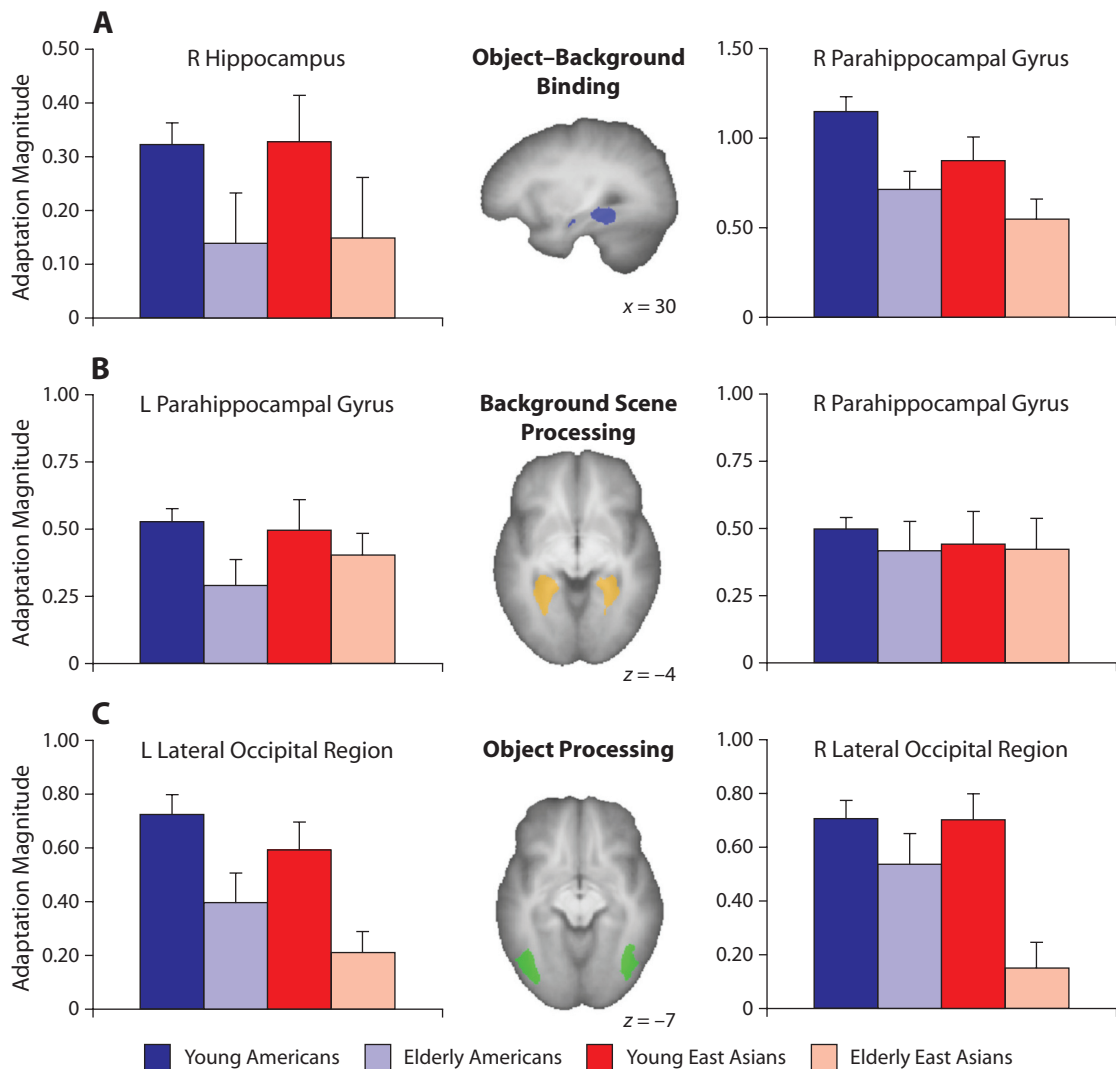 A
R Hippocampus
Adaptation Magnitude
0.50
0.40
0.30
0.20
0.10
0
Object–Background
Binding
x = 30
R Parahippocampal Gyrus
1.50
1.00
0.50
0
B
L Parahippocampal Gyrus
Adaptation Magnitude
1.00
0.75
0.50
0.25
0
Background Scene
Processing
z = –4
R Parahippocampal Gyrus
1.00
0.75
0.50
0.25
0
C
L Lateral Occipital Region
Adaptation Magnitude
1.00
0.80
0.60
0.40
0.20
0
Object Processing
z = –7
R Lateral Occipital Region
1.00
0.80
0.60
0.40
0.20
0
Young Americans
Elderly Americans
Young East Asians
Elderly East Asians